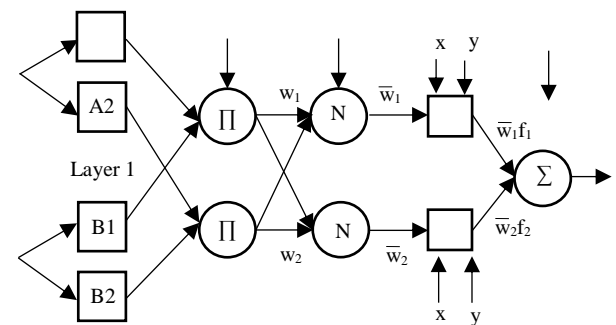 x y
A2
∏ w₁ N w̅₁
w̅₁f₁
Layer 1
Σ
B1
∏ w₂ N w̅₂
w̅₂f₂
B2
x y